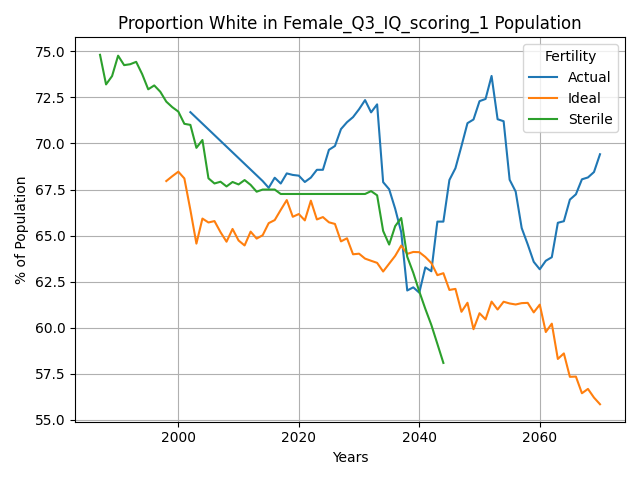 Proportion White in Female_Q3_IQ_scoring_1 Population
Fertility
Actual
Ideal
Sterile
% of Population
75.0
72.5
70.0
67.5
65.0
62.5
60.0
57.5
55.0
2000
2020
2040
2060
Years